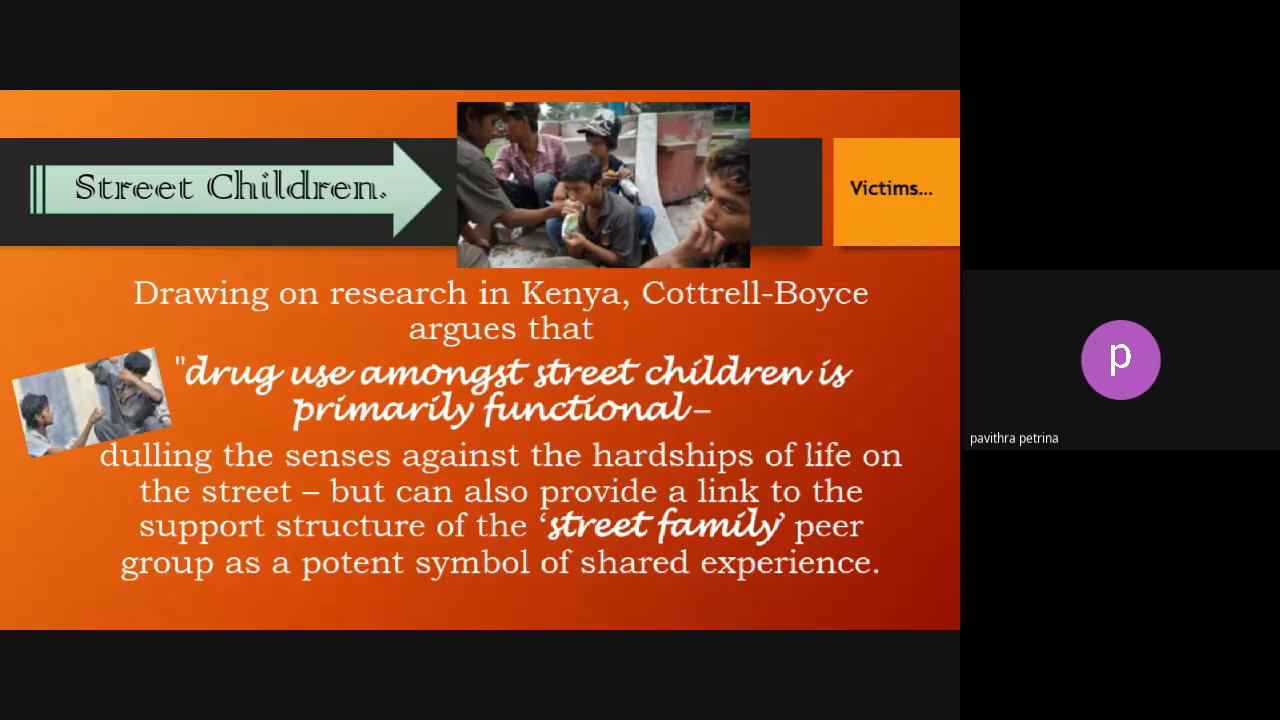 Street Children.
Victims...
Drawing on research in Kenya, Cottrell-Boyce
argues that
"drug use amongst street children is
primarily functional –
dulling the senses against the hardships of life on
the street – but can also provide a link to the
support structure of the ‘street family’ peer
group as a potent symbol of shared experience.
p
pavithra petrina